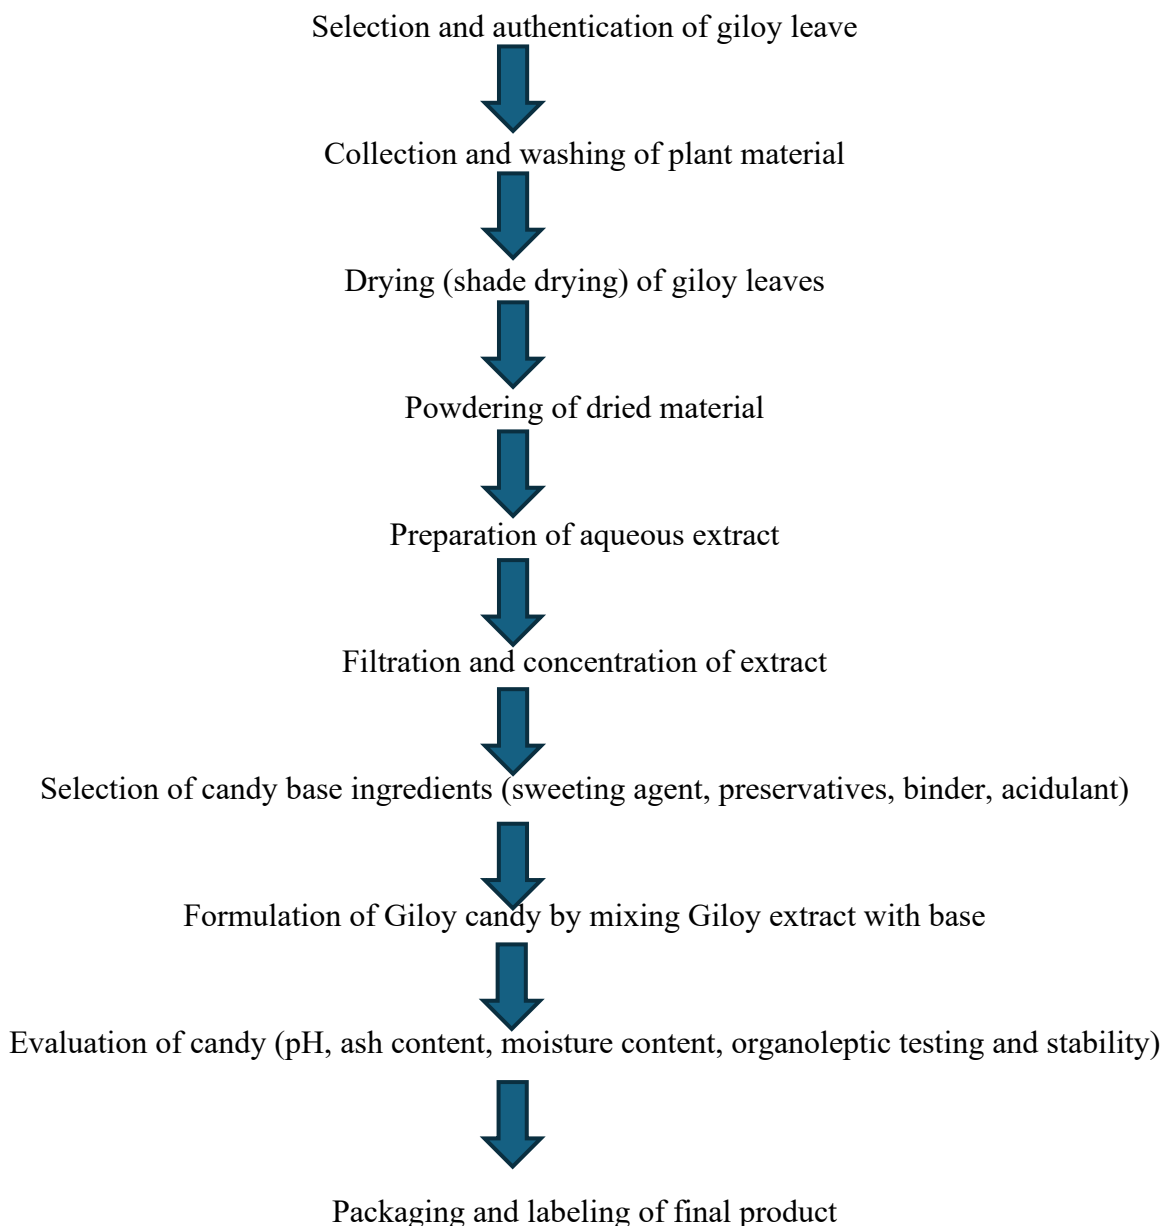 Selection and authentication of giloy leave
Collection and washing of plant material
Drying (shade drying) of giloy leaves
Powdering of dried material
Preparation of aqueous extract
Filtration and concentration of extract
Selection of candy base ingredients (sweeting agent, preservatives, binder, acidulant)
Formulation of Giloy candy by mixing Giloy extract with base
Evaluation of candy (pH, ash content, moisture content, organoleptic testing and stability)
Packaging and labeling of final product